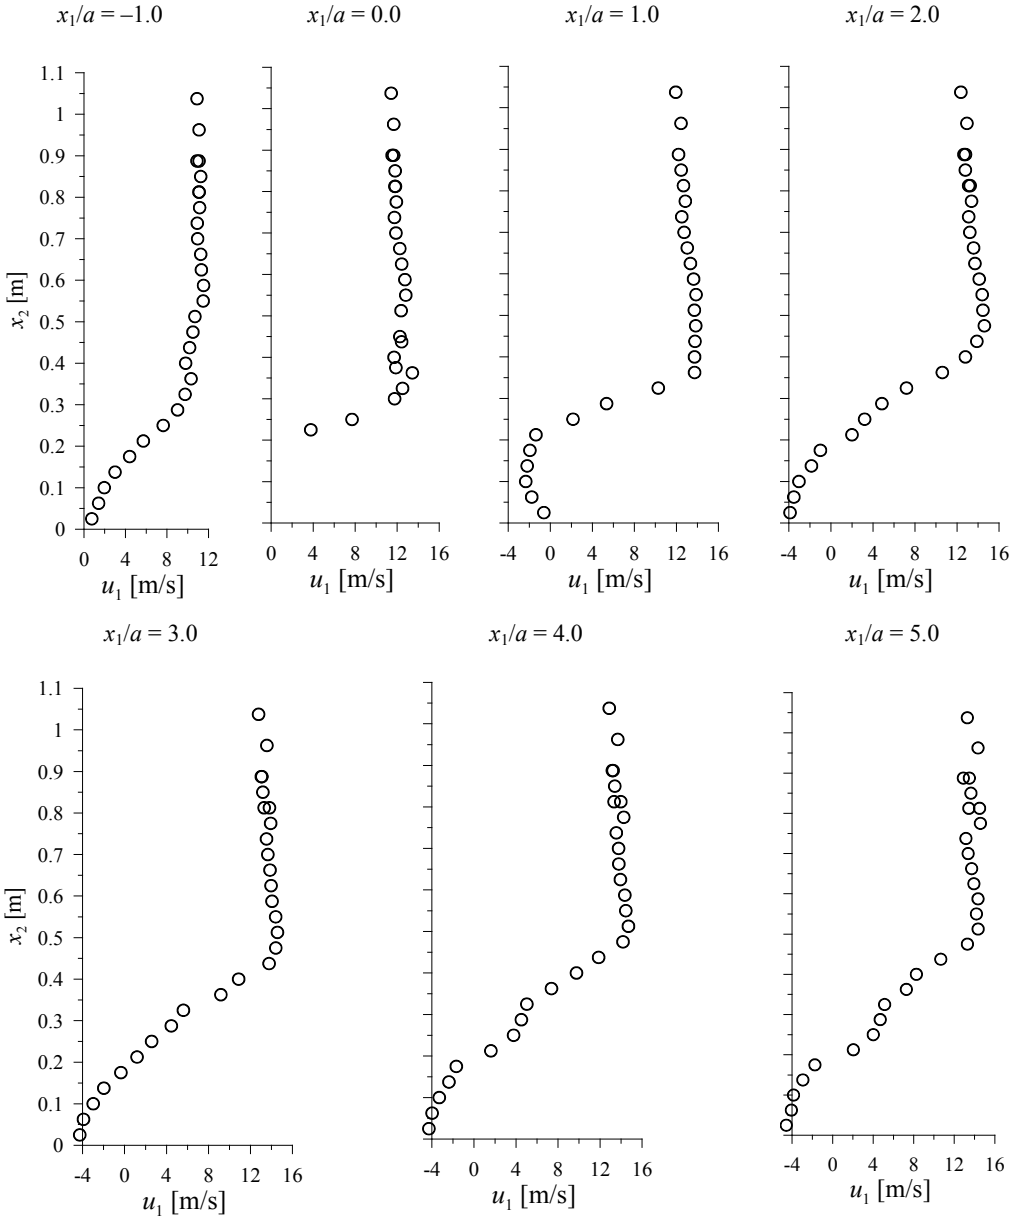 x₁/a = –1.0
x₁/a = 0.0
x₁/a = 1.0
x₁/a = 2.0
1.1
1
0.9
0.8
0.7
0.6
0.5
0.4
0.3
0.2
0.1
0
x₂ [m]
0 4 8 12
0 4 8 12 16
-4 0 4 8 12 16
-4 0 4 8 12 16
u₁ [m/s]
u₁ [m/s]
u₁ [m/s]
u₁ [m/s]
x₁/a = 3.0
x₁/a = 4.0
x₁/a = 5.0
1.1
1
0.9
0.8
0.7
0.6
0.5
0.4
0.3
0.2
0.1
0
x₂ [m]
-4 0 4 8 12 16
-4 0 4 8 12 16
-4 0 4 8 12 16
u₁ [m/s]
u₁ [m/s]
u₁ [m/s]